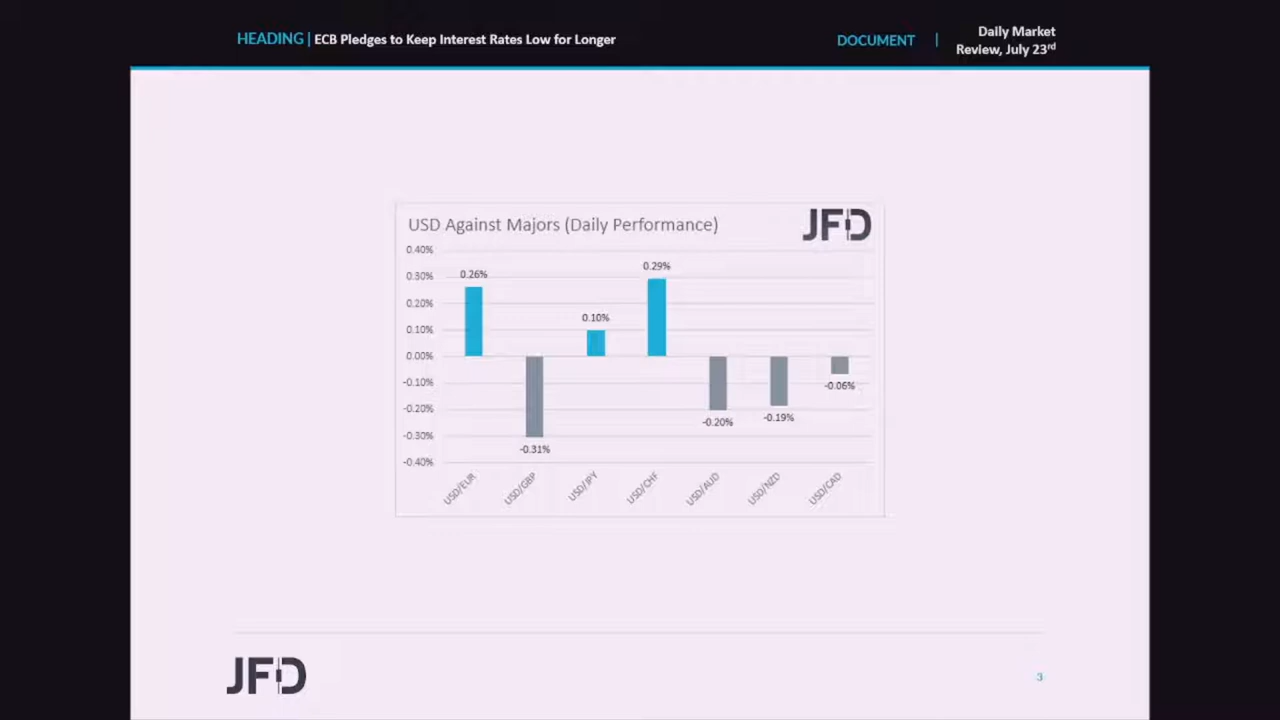 HEADING | ECB Pledges to Keep Interest Rates Low for Longer
DOCUMENT | Daily Market
Review, July 23rd
USD Against Majors (Daily Performance)
JFD
0.40%
0.30%
0.20%
0.10%
0.00%
-0.10%
-0.20%
-0.30%
-0.40%
0.26%
-0.31%
0.10%
0.29%
-0.20%
-0.19%
-0.06%
USD/EUR
USD/GBP
USD/JPY
USD/CHF
USD/AUD
USD/NZD
USD/CAD
JFD
3